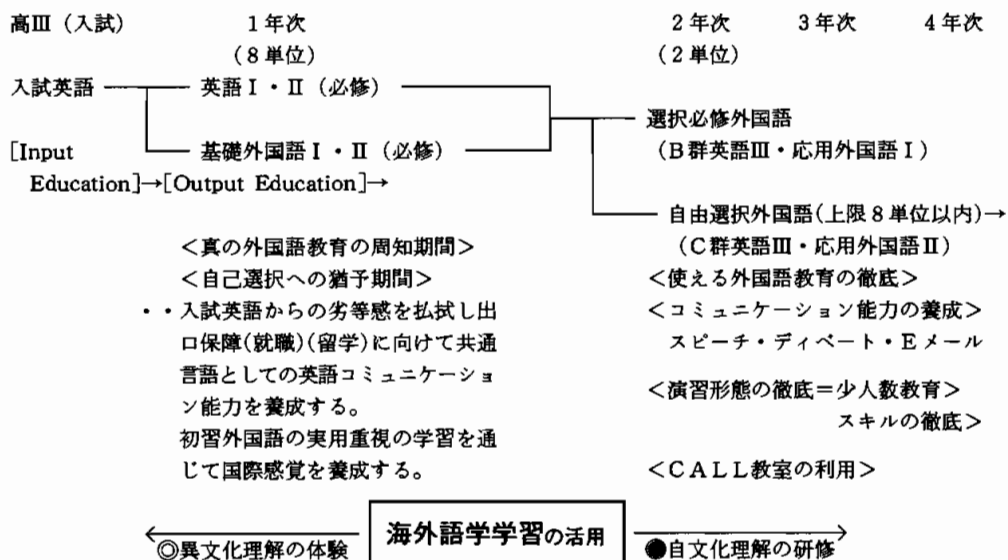 高Ⅲ（入試） 1年次 2年次 3年次 4年次
（8単位） （2単位）
入試英語 英語Ⅰ・Ⅱ（必修）
選択必修外国語
[Input 基礎外国語Ⅰ・Ⅱ（必修） （B群英語Ⅲ・応用外国語Ⅰ）
Education]→[Output Education]→
自由選択外国語(上限8単位以内)→
＜真の外国語教育の周知期間＞ （C群英語Ⅲ・応用外国語Ⅱ）
＜自己選択への猶予期間＞ ＜使える外国語教育の徹底＞
・・入試英語からの劣等感を払拭し出 ＜コミュニケーション能力の養成＞
口保障(就職)(留学)に向けて共通 スピーチ・ディベート・Eメール
言語としての英語コミュニケーショ
ン能力を養成する。 ＜演習形態の徹底＝少人数教育＞
スキルの徹底＞
初習外国語の実用重視の学習を通
じて国際感覚を養成する。 ＜CALL教室の利用＞
海外語学学習の活用
◎異文化理解の体験 ●自文化理解の研修